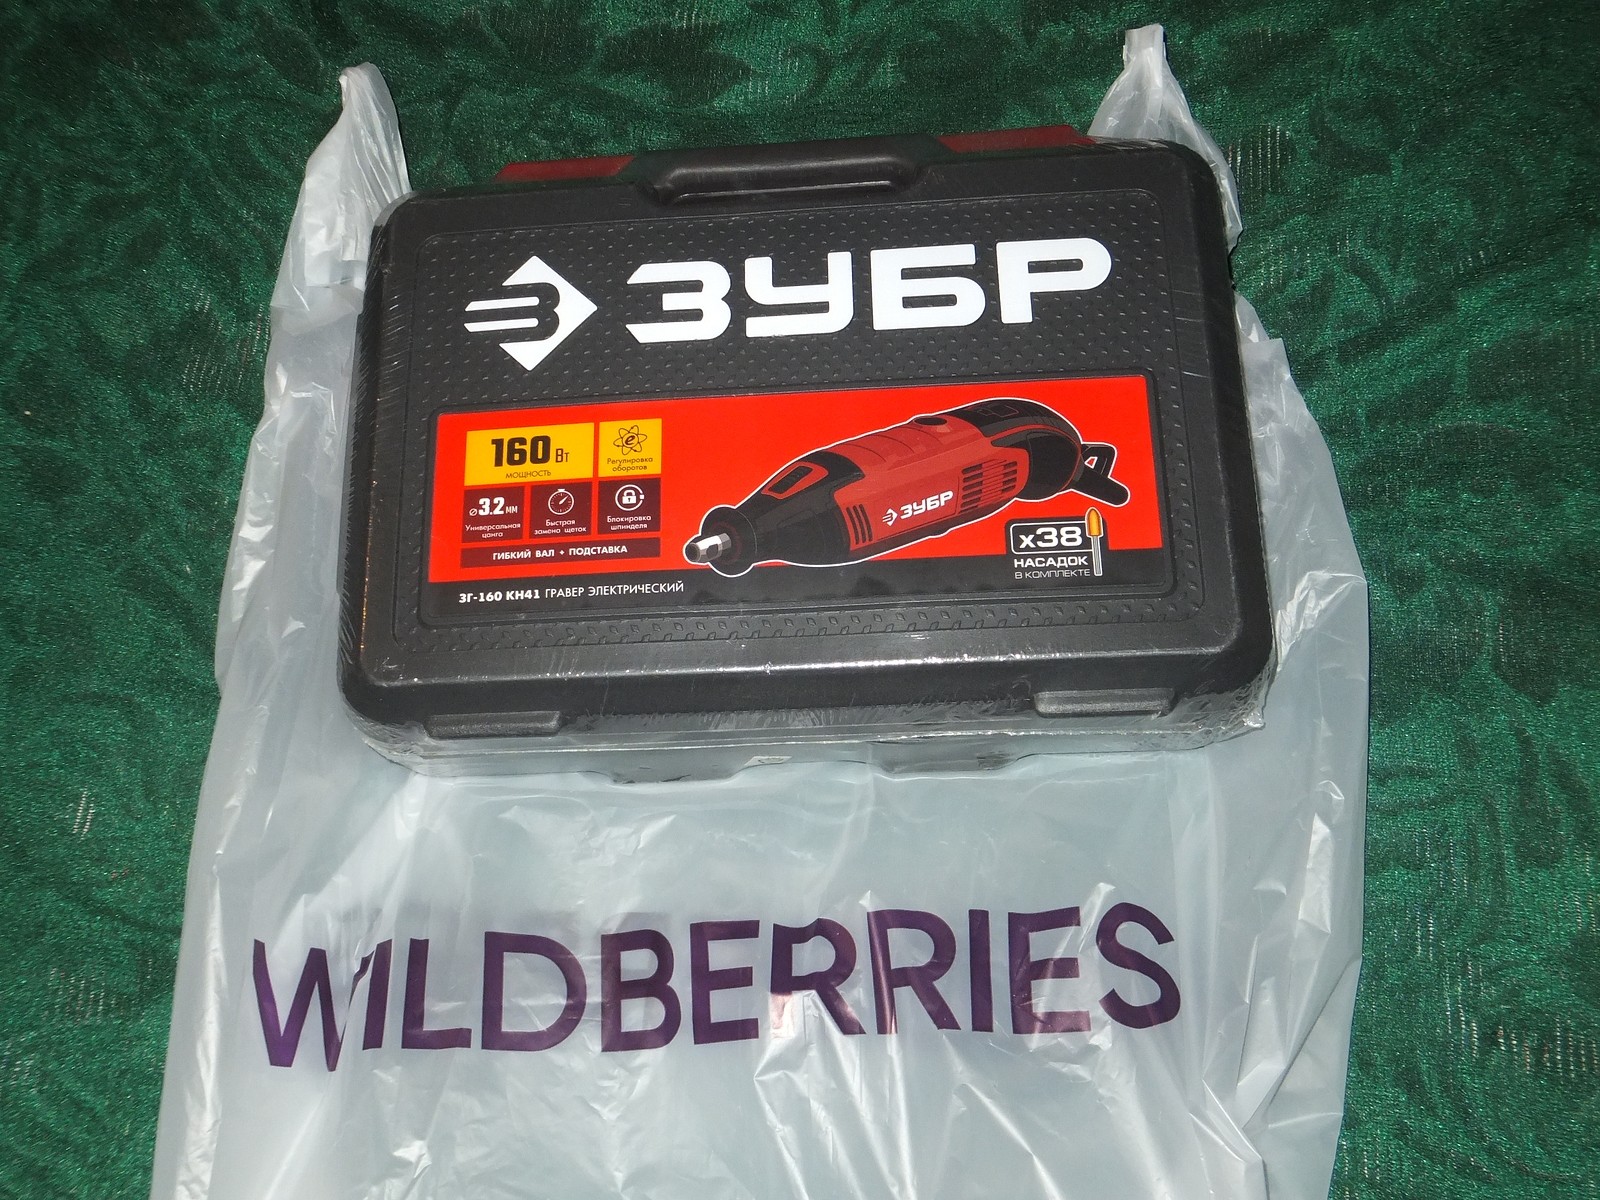 ЗУБР
160 Вт
МОЩНОСТЬ
е
Регулировка
оборотов
⌀3.2 мм
Универсальная
цанга
Быстрая
замена щеток
Блокировка
шпинделя
ГИБКИЙ ВАЛ + ПОДСТАВКА
ЗУБР
х38
НАСАДОК
В КОМПЛЕКТЕ
ЗГ-160 КН41 ГРАВЕР ЭЛЕКТРИЧЕСКИЙ
WILDBERRIES